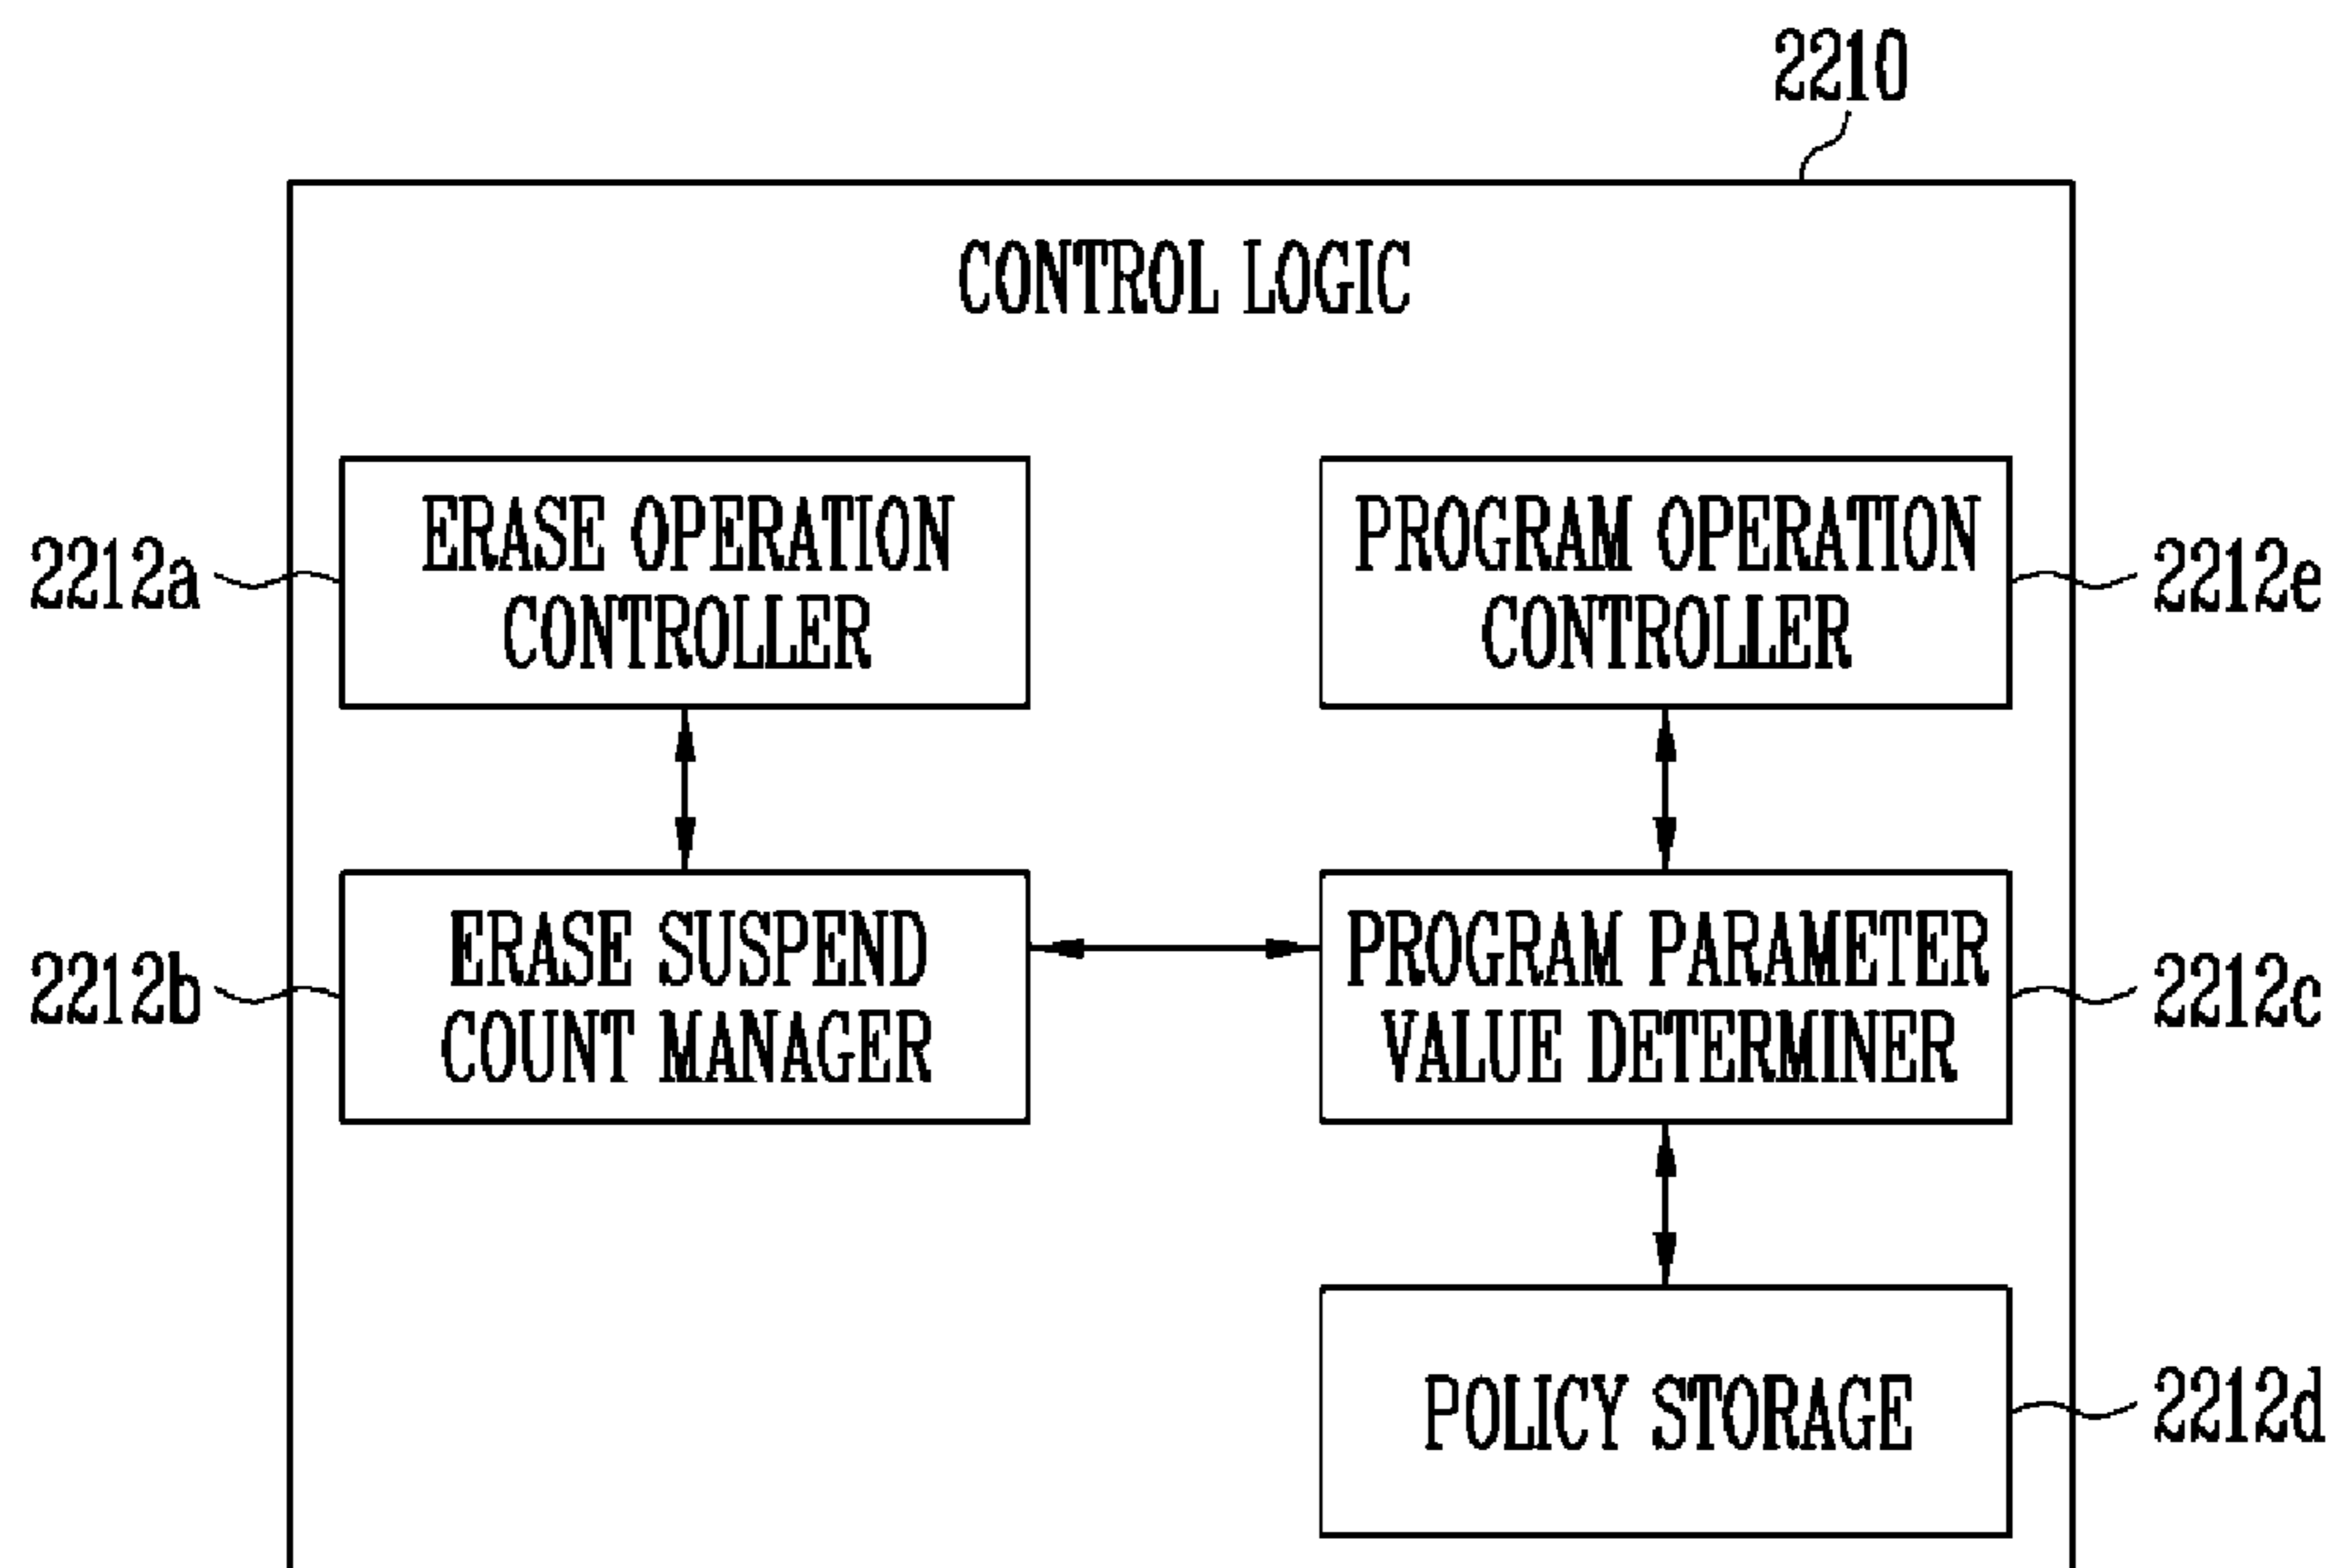 2210
CONTROL LOGIC
2212a
ERASE OPERATION
CONTROLLER
PROGRAM OPERATION
CONTROLLER
2212e
2212b
ERASE SUSPEND
COUNT MANAGER
PROGRAM PARAMETER
VALUE DETERMINER
2212c
POLICY STORAGE
2212d